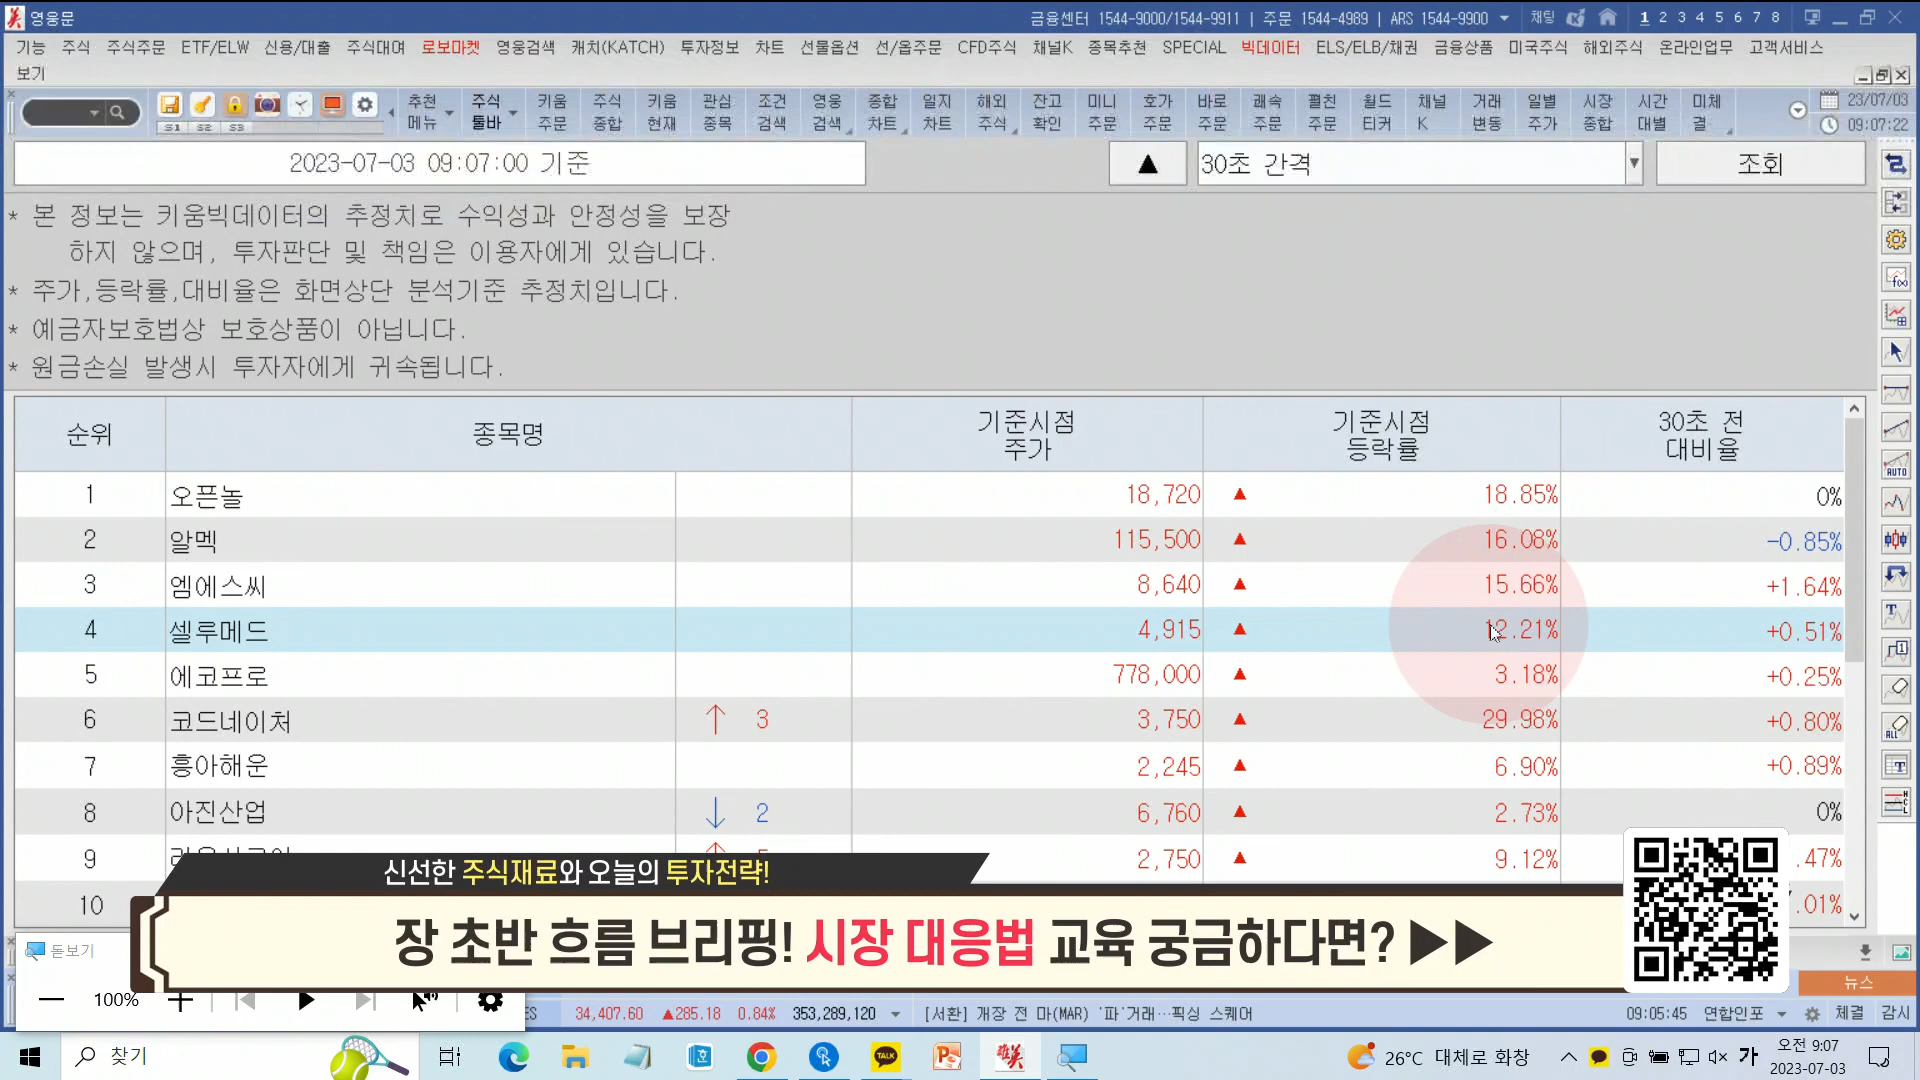 영웅문
금융센터 1544-9000/1544-9911 | 주문 1544-4989 | ARS 1544-9900 채팅 1 2 3 4 5 6 7 8
기능 주식 주식주문 ETF/ELW 신용/대출 주식대여 로보마켓 영웅검색 캐치(KATCH) 투자정보 차트 선물옵션 선/옵주문 CFD주식 채널K 종목추천 SPECIAL 빅데이터 ELS/ELB/채권 금융상품 미국주식 해외주식 온라인업무 고객서비스
보기
추천 메뉴 주식 툴바 키움 주문 주식 종합 키움 현재 관심 종목 조건 검색 영웅 검색 종합 차트 일지 차트 해외 주식 잔고 확인 미니 주문 호가 주문 바로 주문 쾌속 주문 펼친 주문 월드 티커 채널 K 거래 변동 일별 주가 시장 종합 시간 대별 미체 결
S1 S2 S3
23/07/03
09:07:22
2023-07-03 09:07:00 기준 ▲ 30초 간격 조회
* 본 정보는 키움빅데이터의 추정치로 수익성과 안정성을 보장
하지 않으며, 투자판단 및 책임은 이용자에게 있습니다.
* 주가,등락률,대비율은 화면상단 분석기준 추정치입니다.
* 예금자보호법상 보호상품이 아닙니다.
* 원금손실 발생시 투자자에게 귀속됩니다.
순위 종목명 기준시점 주가 기준시점 등락률 30초 전 대비율
1 오픈놀 18,720 ▲ 18.85% 0%
2 알멕 115,500 ▲ 16.08% -0.85%
3 엠에스씨 8,640 ▲ 15.66% +1.64%
4 셀루메드 4,915 ▲ 12.21% +0.51%
5 에코프로 778,000 ▲ 3.18% +0.25%
6 코드네이처 ↑ 3 3,750 ▲ 29.98% +0.80%
7 흥아해운 2,245 ▲ 6.90% +0.89%
8 아진산업 ↓ 2 6,760 ▲ 2.73% 0%
9 2,750 ▲ 9.12% .47%
10 .01%
신선한 주식재료와 오늘의 투자전략!
장 초반 흐름 브리핑! 시장 대응법 교육 궁금하다면? ▶▶
돋보기
100%
뉴스
34,407.60 ▲285.18 0.84% 353,289,120 [서환] 개장 전 마(MAR) '파'거래…픽싱 스퀘어 09:05:45 연합인포 체결 감시
찾기
26°C 대체로 화창
가
오전 9:07
2023-07-03
f(x)
AUTO
ALL
TALK